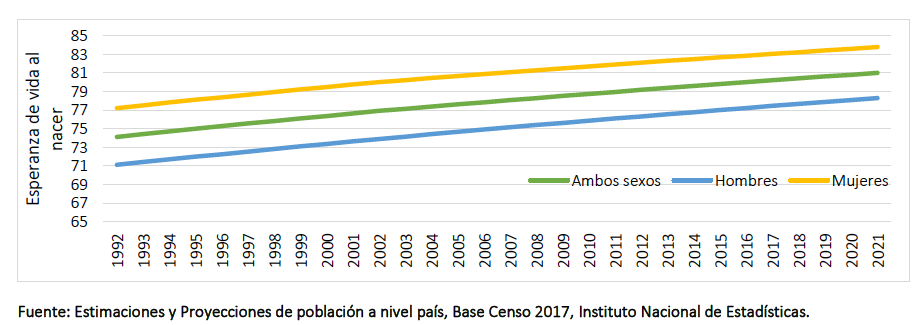 Esperanza de vida al
nacer
85
83
81
79
77
75
73
71
69
67
65
Ambos sexos Hombres Mujeres
1992 1993 1994 1995 1996 1997 1998 1999 2000 2001 2002 2003 2004 2005 2006 2007 2008 2009 2010 2011 2012 2013 2014 2015 2016 2017 2018 2019 2020 2021
Fuente: Estimaciones y Proyecciones de población a nivel país, Base Censo 2017, Instituto Nacional de Estadísticas.